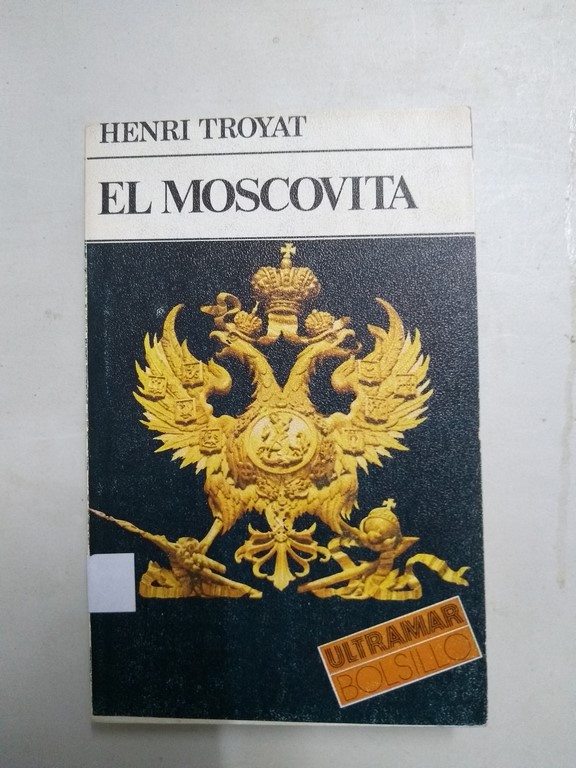 HENRI TROYAT
EL MOSCOVITA
ULTRAMAR
BOLSILLO